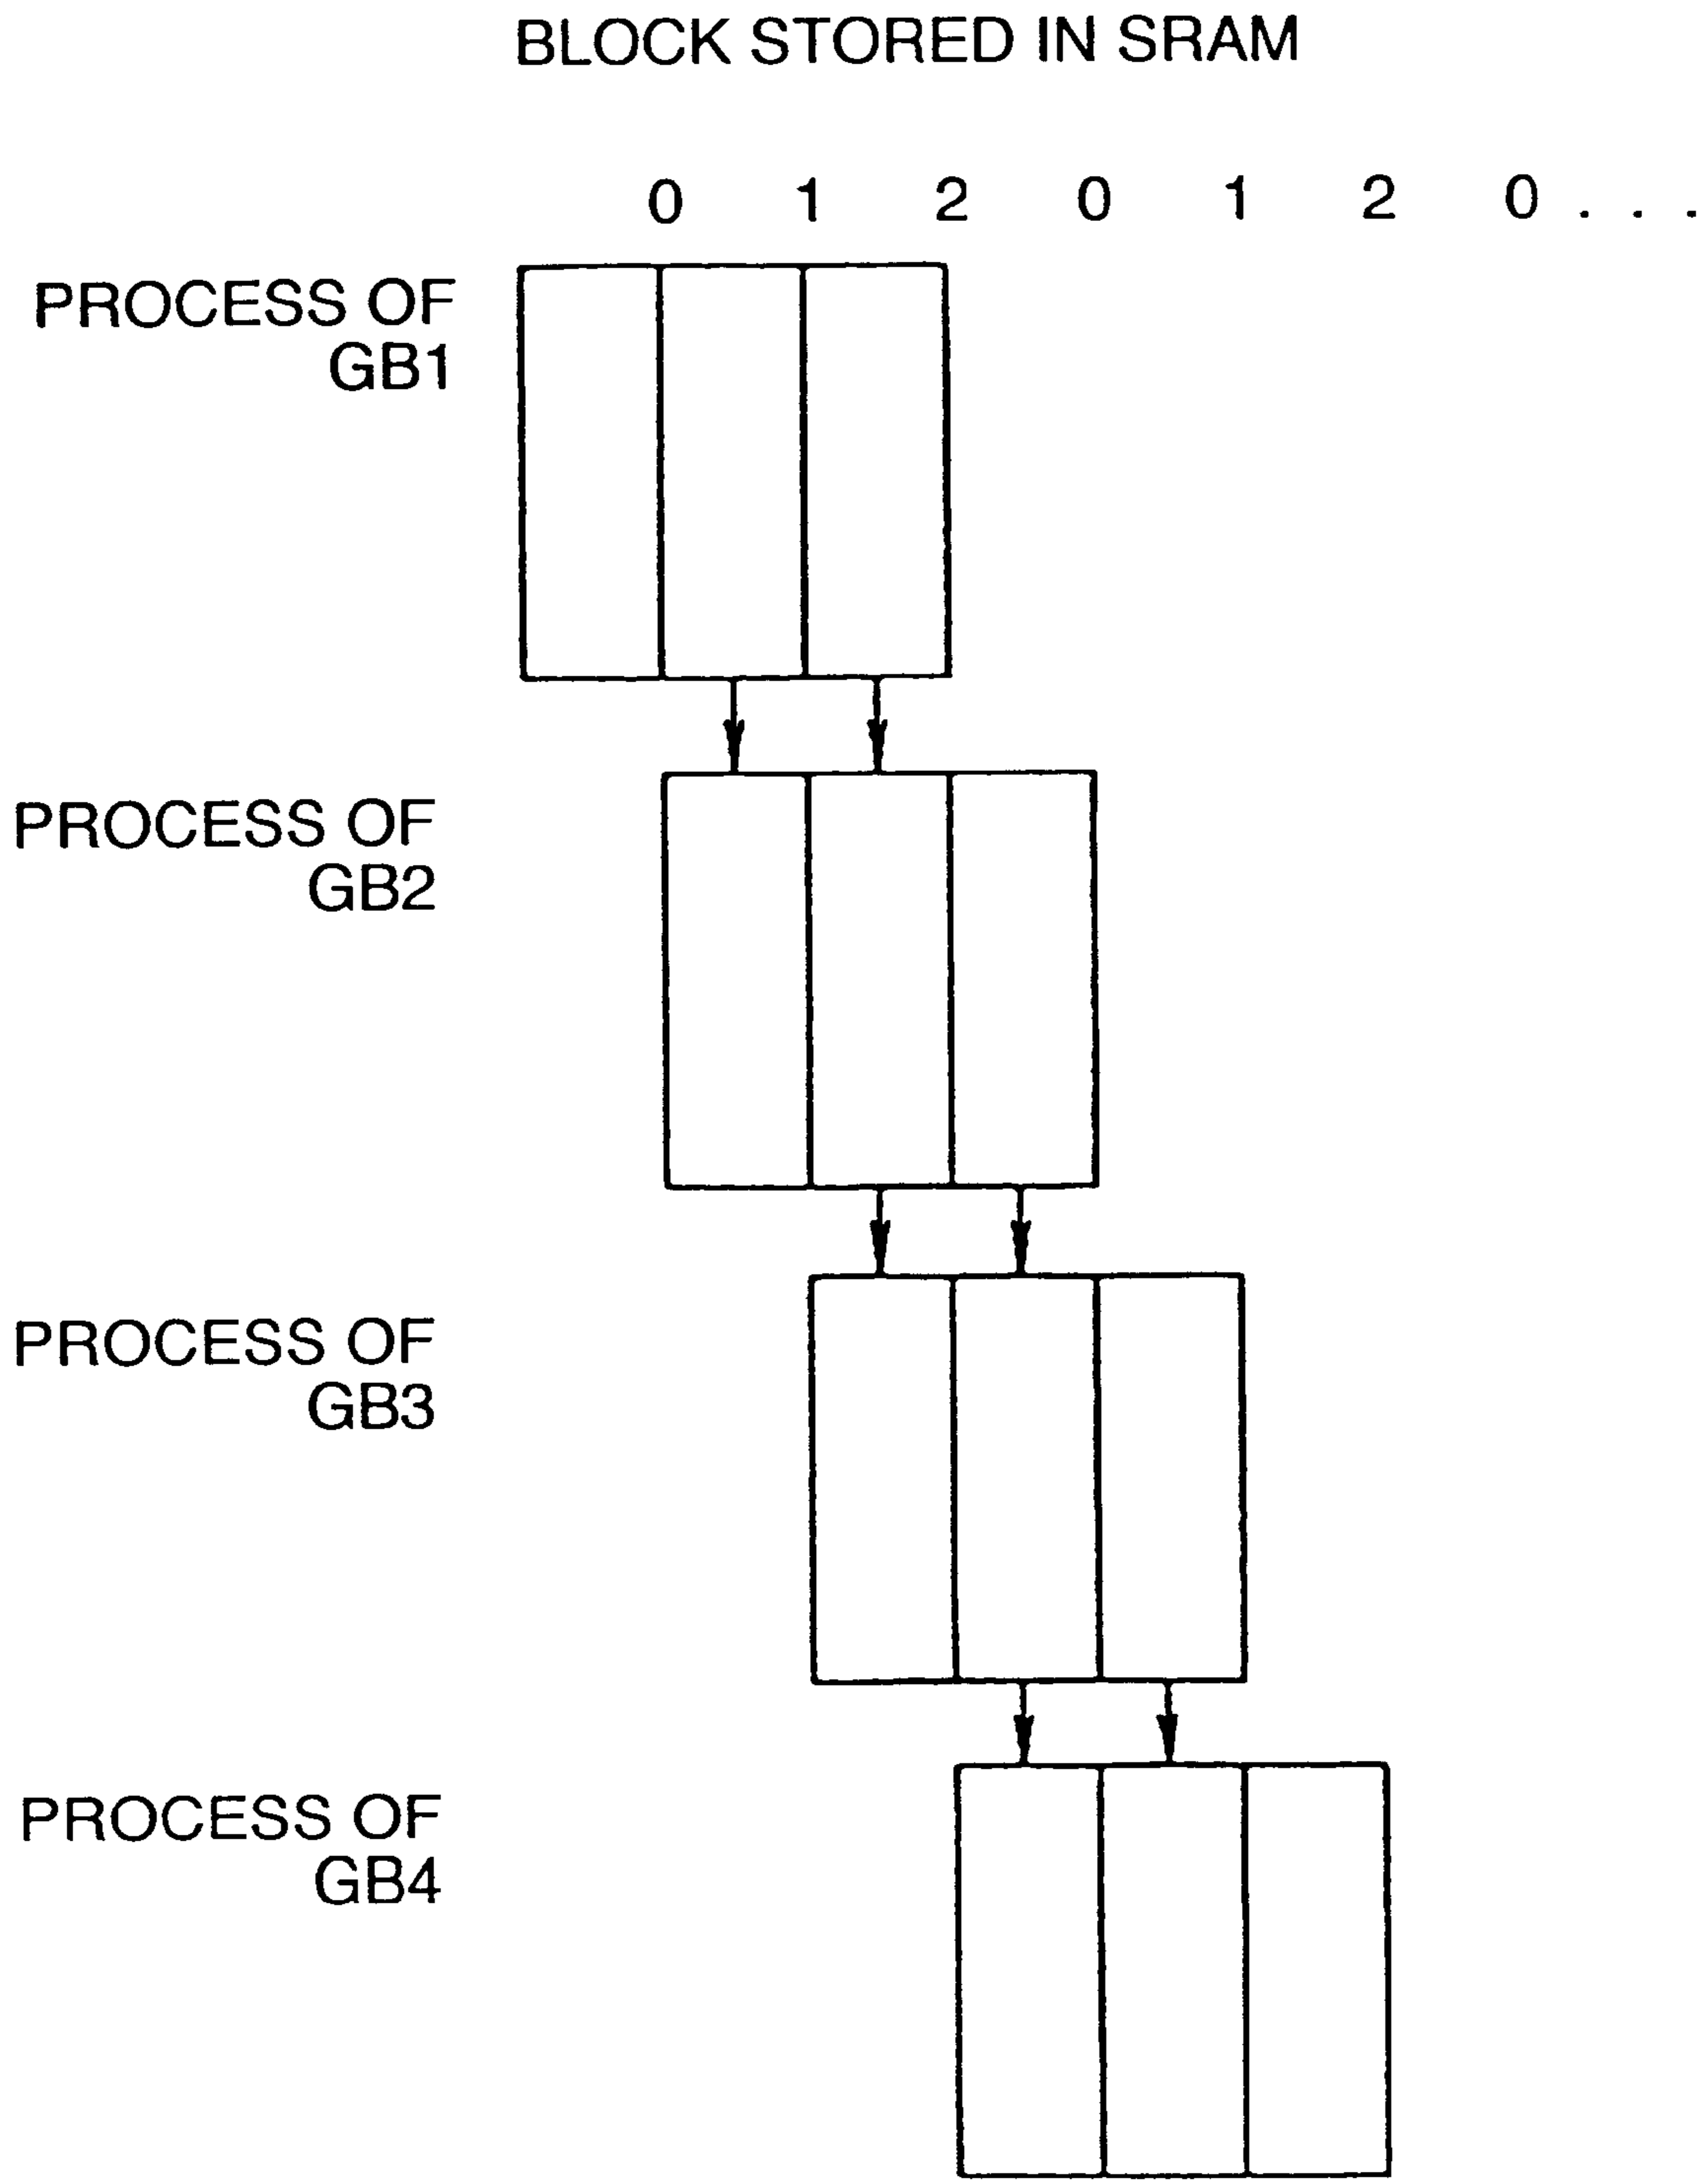 BLOCK STORED IN SRAM
0 1 2 0 1 2 0 . . .
PROCESS OF
GB1
PROCESS OF
GB2
PROCESS OF
GB3
PROCESS OF
GB4